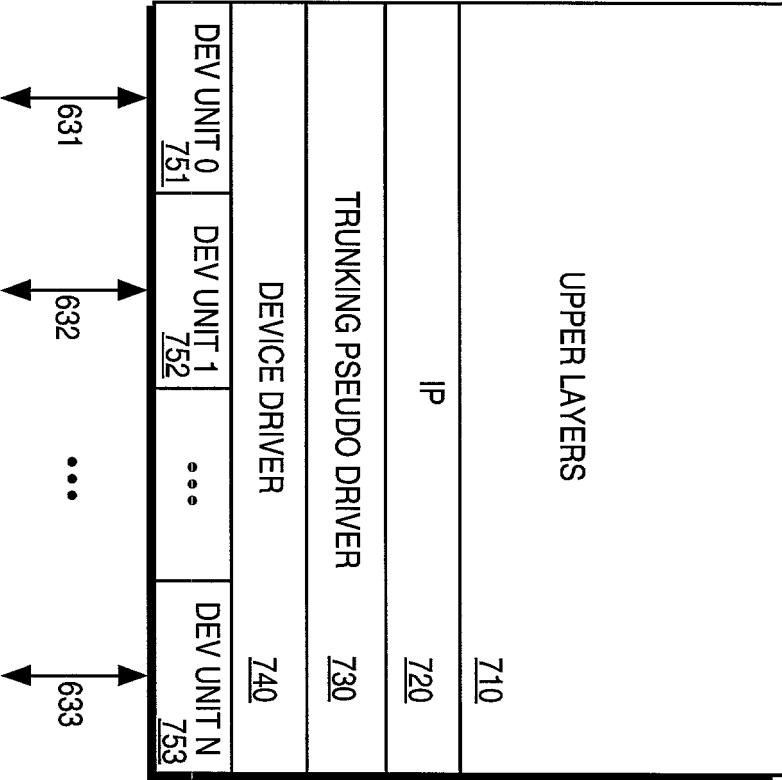 UPPER LAYERS
710
IP
720
TRUNKING PSEUDO DRIVER
730
DEVICE DRIVER
740
DEV UNIT 0
751
DEV UNIT 1
752
•••
DEV UNIT N
753
631
632
•••
633